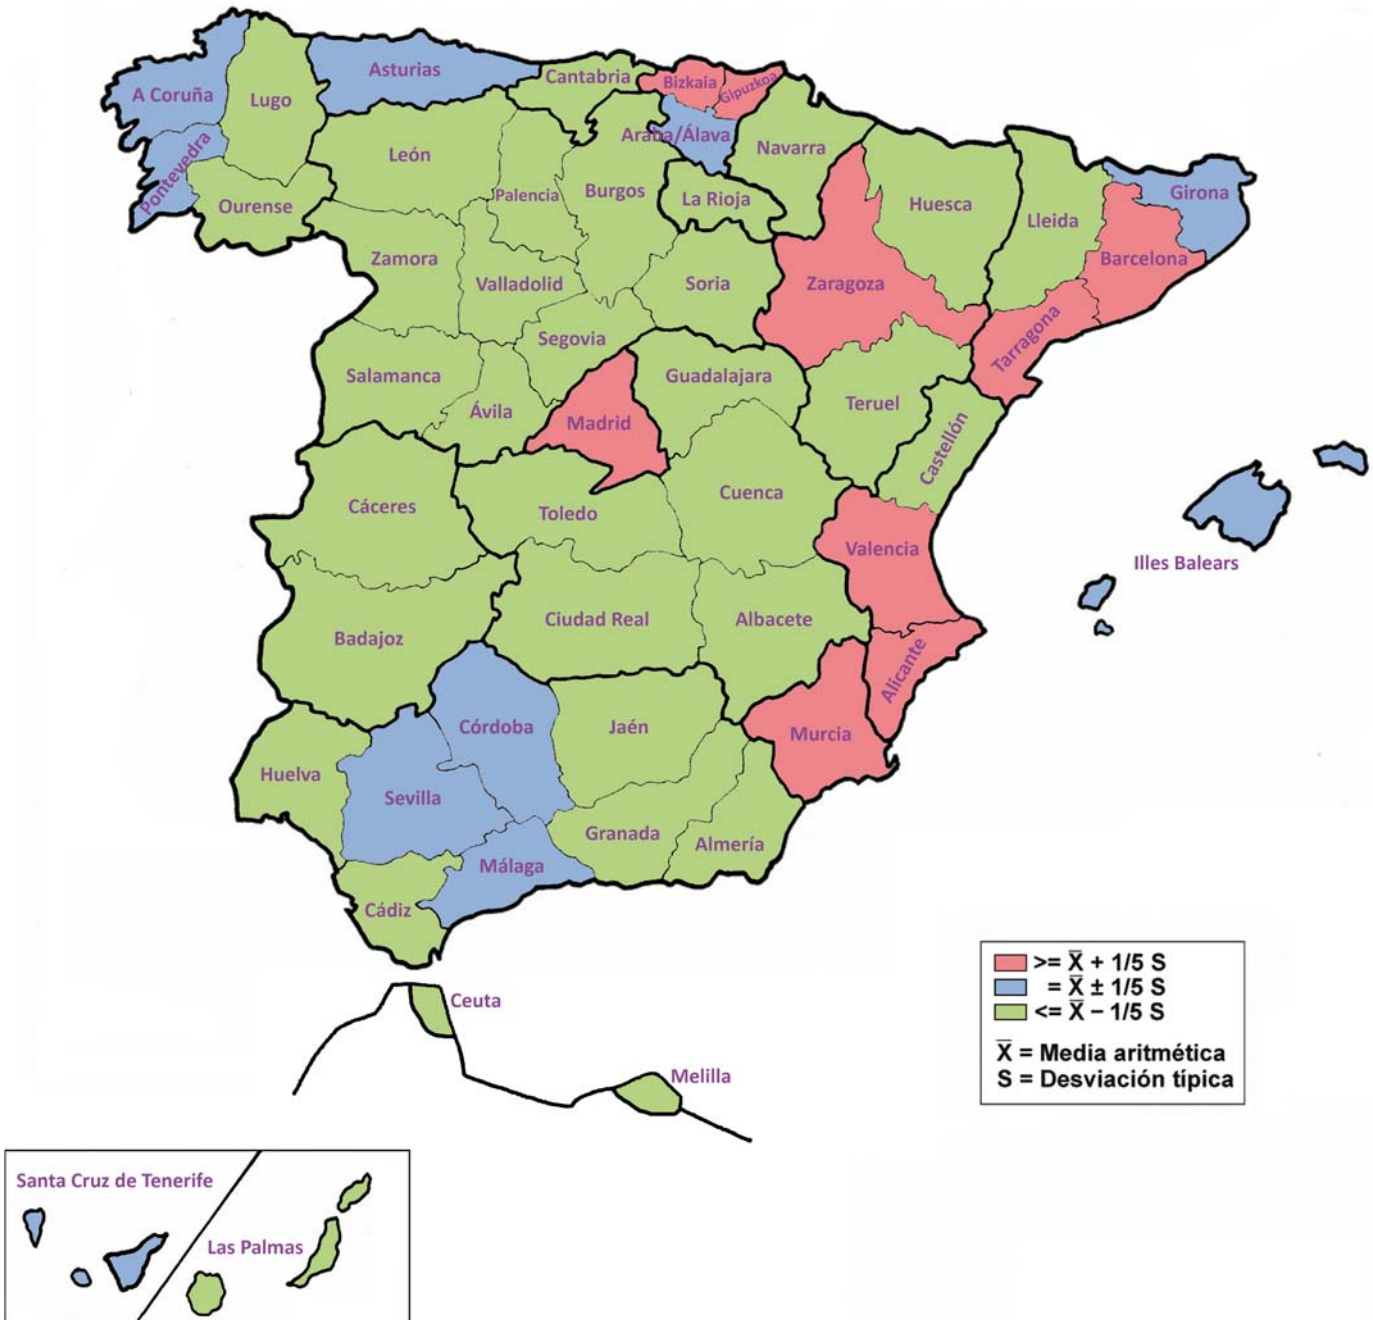 Asturias
Cantabria
Bizkaia
Gipuzkoa
A Coruña
Lugo
Araba/Álava
Navarra
León
Pontevedra
Palencia
Burgos
La Rioja
Huesca
Lleida
Girona
Ourense
Zamora
Valladolid
Soria
Zaragoza
Barcelona
Segovia
Tarragona
Salamanca
Ávila
Guadalajara
Madrid
Teruel
Castellón
Cáceres
Toledo
Cuenca
Valencia
Illes Balears
Badajoz
Ciudad Real
Albacete
Alicante
Córdoba
Jaén
Murcia
Huelva
Sevilla
Granada
Almería
Málaga
Cádiz
>= X̅ + 1/5 S
= X̅ ± 1/5 S
<= X̅ − 1/5 S
X̅ = Media aritmética
S = Desviación típica
Ceuta
Melilla
Santa Cruz de Tenerife
Las Palmas